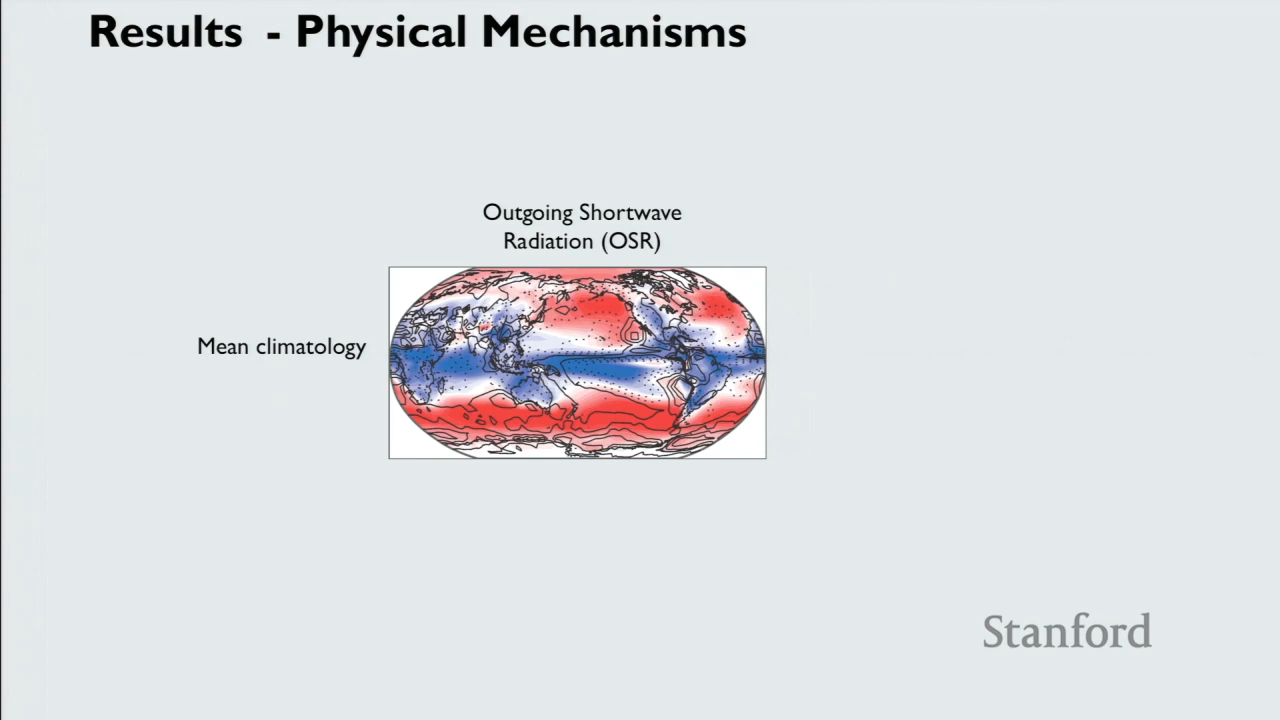 Results - Physical Mechanisms
Outgoing Shortwave
Radiation (OSR)
Mean climatology
Stanford